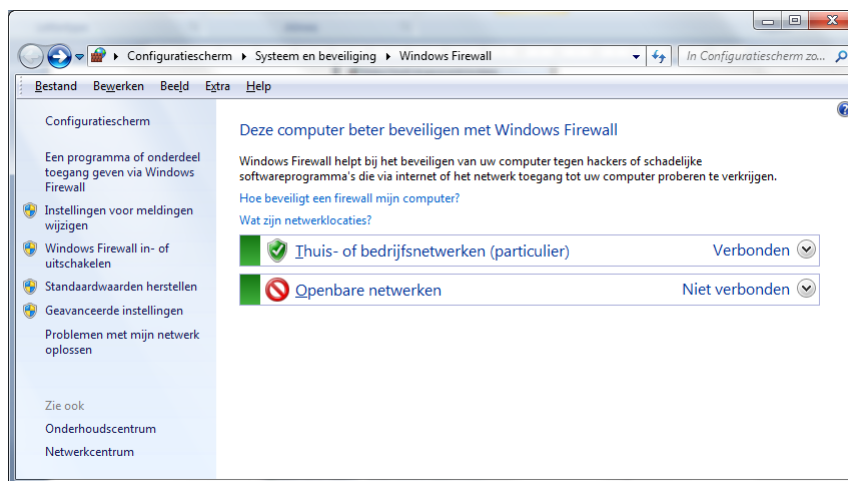 Configuratiescherm Systeem en beveiliging Windows Firewall
In Configuratiescherm zo...
Bestand Bewerken Beeld Extra Help
Configuratiescherm
Een programma of onderdeel
toegang geven via Windows
Firewall
Instellingen voor meldingen
wijzigen
Windows Firewall in- of
uitschakelen
Standaardwaarden herstellen
Geavanceerde instellingen
Problemen met mijn netwerk
oplossen
Zie ook
Onderhoudscentrum
Netwerkcentrum
Deze computer beter beveiligen met Windows Firewall
Windows Firewall helpt bij het beveiligen van uw computer tegen hackers of schadelijke
softwareprogramma's die via internet of het netwerk toegang tot uw computer proberen te verkrijgen.
Hoe beveiligt een firewall mijn computer?
Wat zijn netwerklocaties?
Thuis- of bedrijfsnetwerken (particulier) Verbonden
Openbare netwerken Niet verbonden